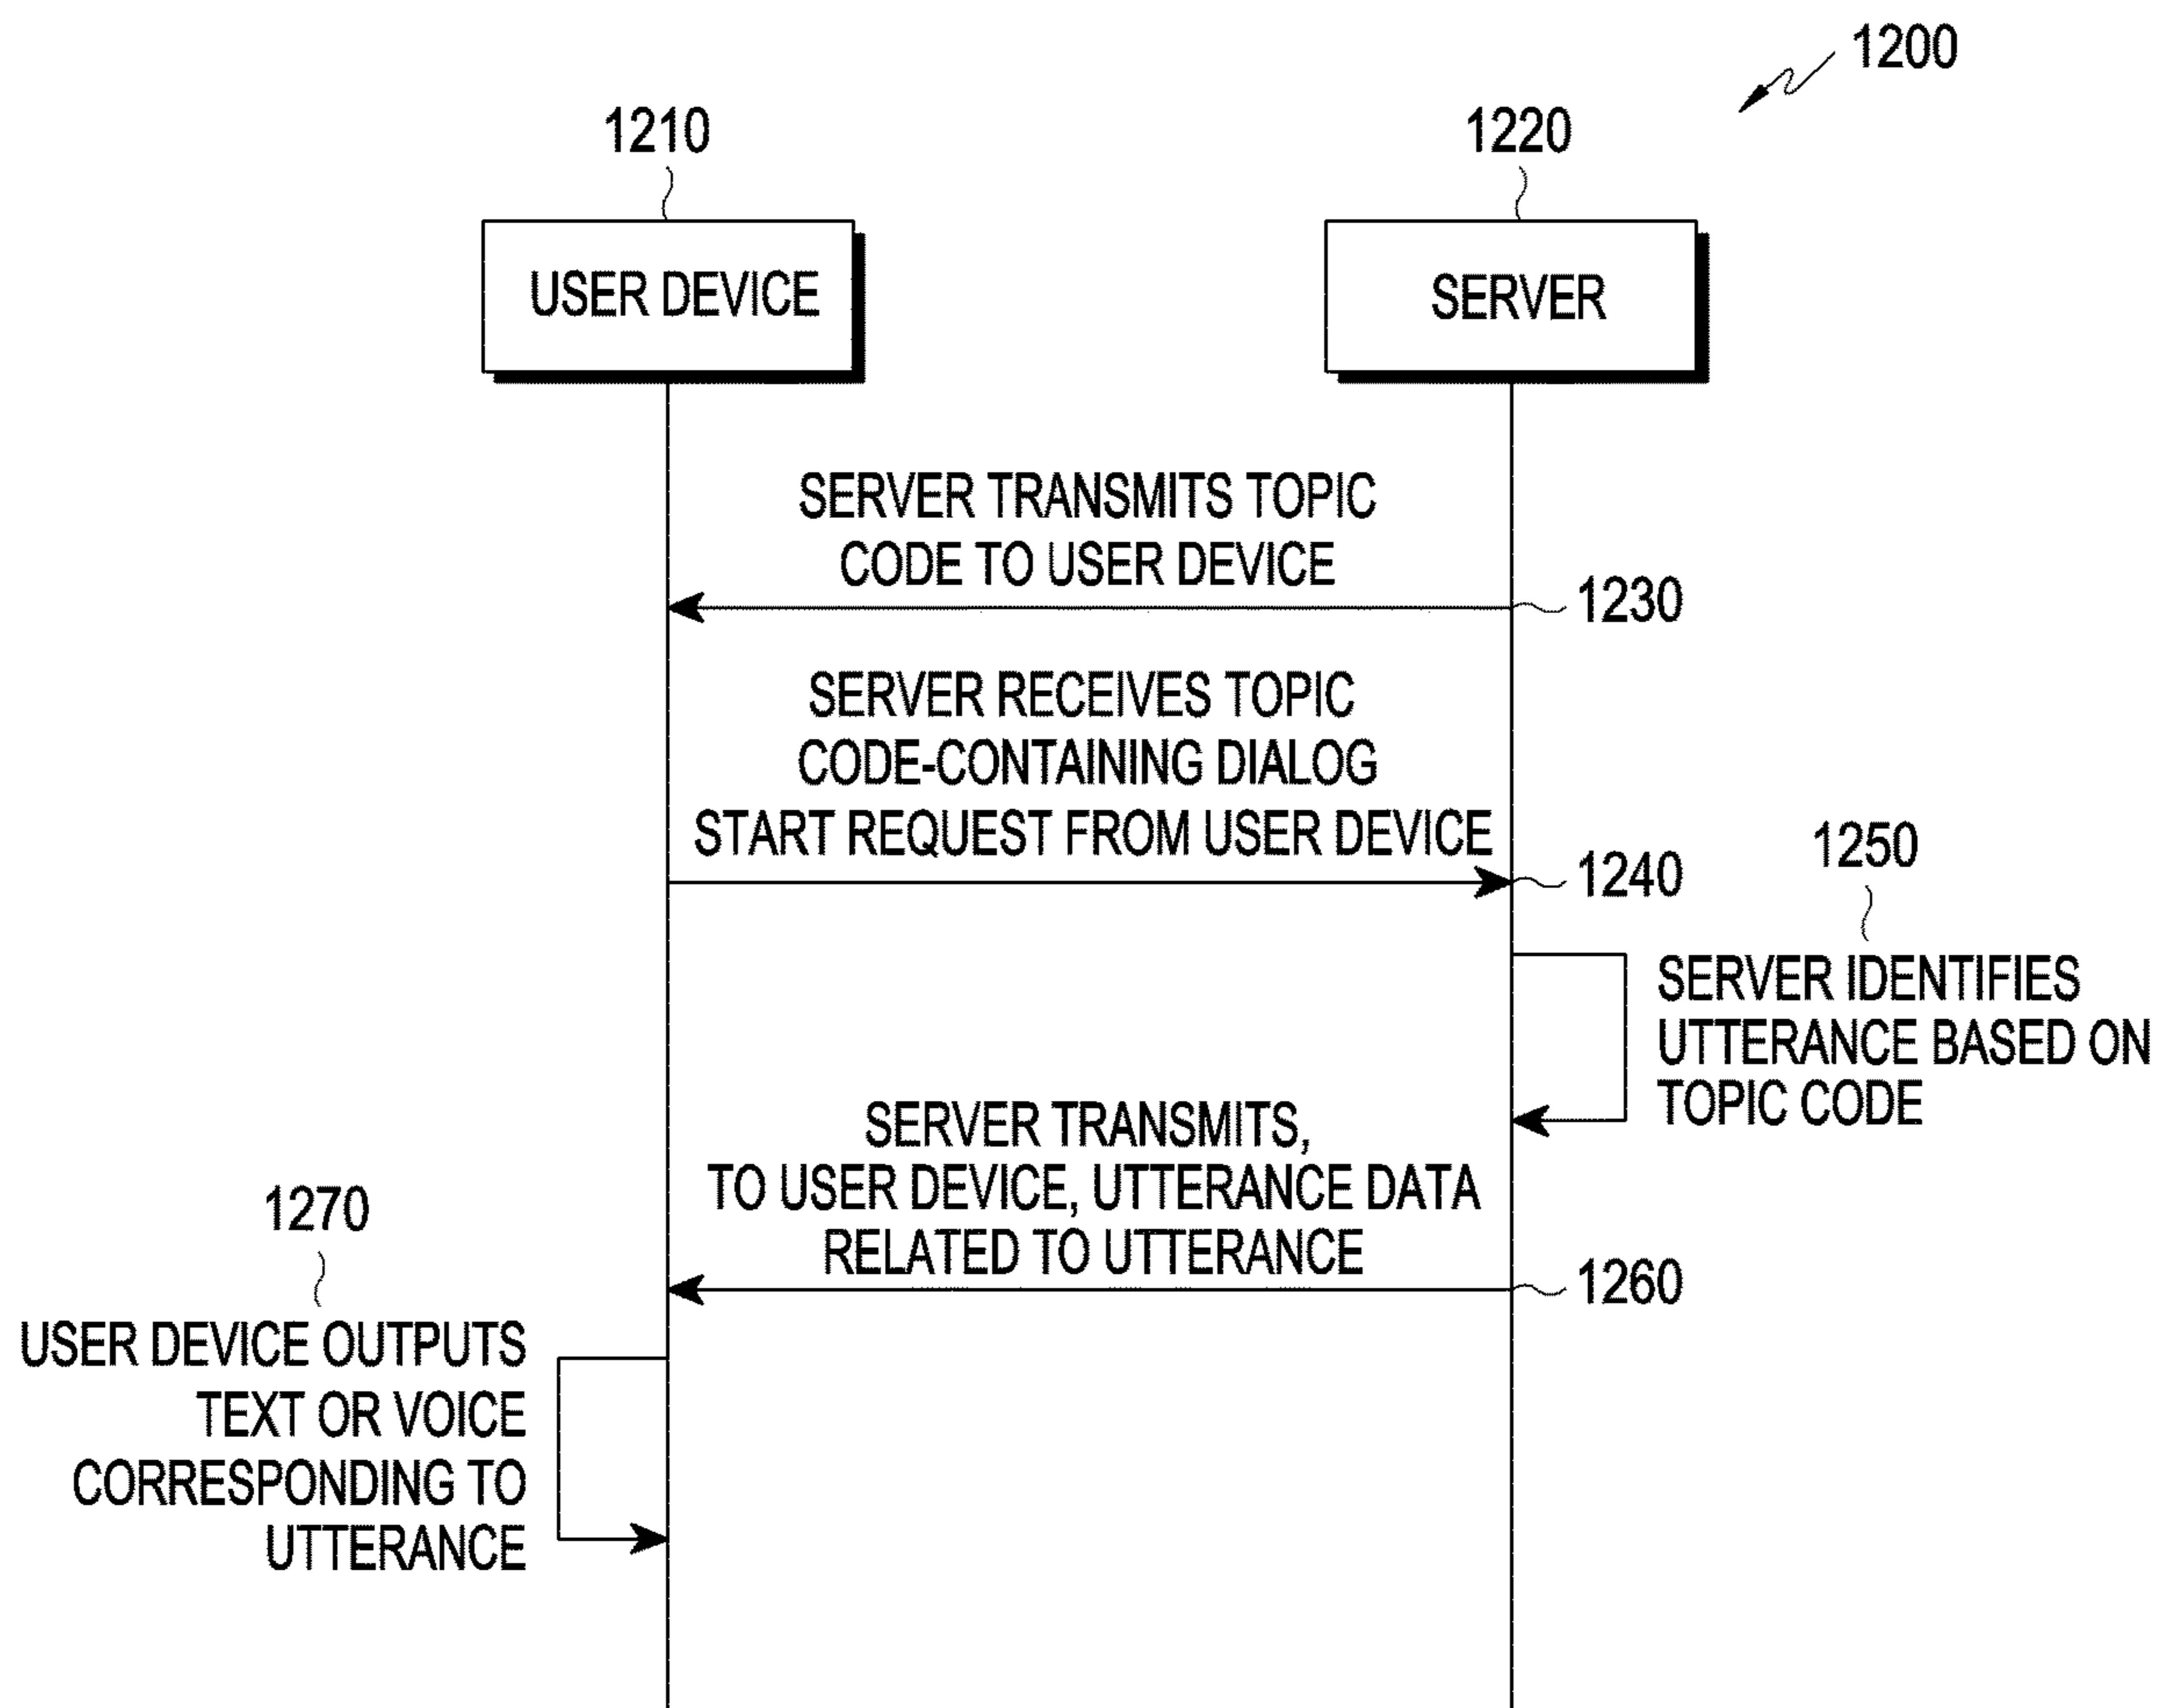 1200
1210
1220
USER DEVICE
SERVER
SERVER TRANSMITS TOPIC
CODE TO USER DEVICE
1230
SERVER RECEIVES TOPIC
CODE-CONTAINING DIALOG
START REQUEST FROM USER DEVICE
1240
1250
SERVER IDENTIFIES
UTTERANCE BASED ON
TOPIC CODE
SERVER TRANSMITS,
TO USER DEVICE, UTTERANCE DATA
RELATED TO UTTERANCE
1260
1270
USER DEVICE OUTPUTS
TEXT OR VOICE
CORRESPONDING TO
UTTERANCE